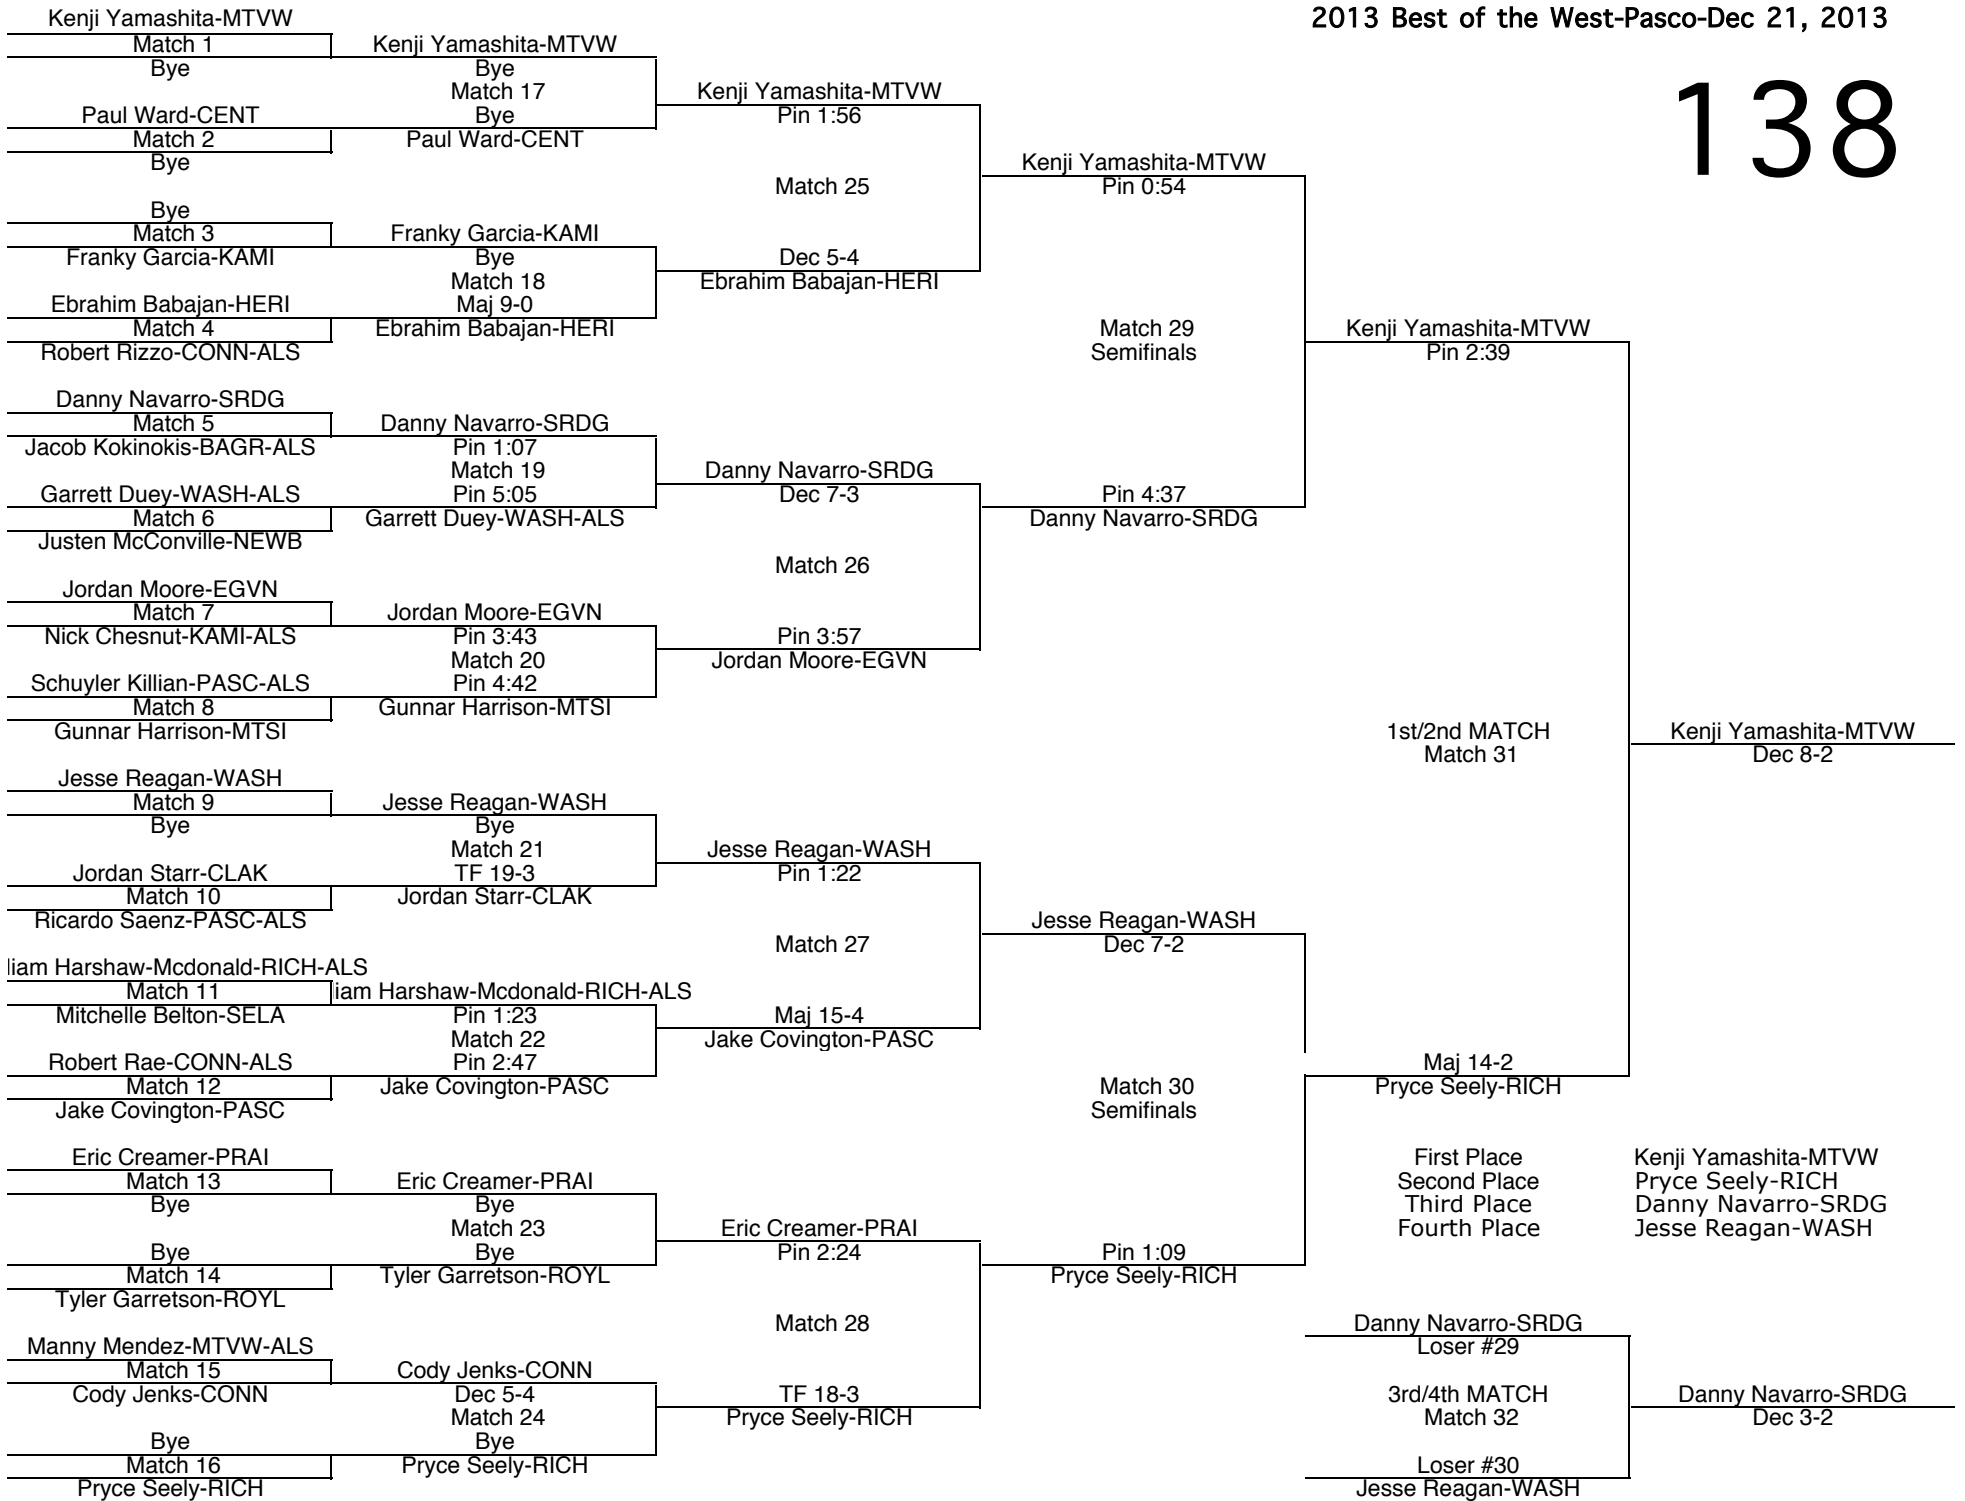 2013 Best of the West-Pasco-Dec 21, 2013
138
Kenji Yamashita-MTVW
Match 1
Bye
Paul Ward-CENT
Match 2
Bye
Bye
Match 3
Franky Garcia-KAMI
Ebrahim Babajan-HERI
Match 4
Robert Rizzo-CONN-ALS
Danny Navarro-SRDG
Match 5
Jacob Kokinokis-BAGR-ALS
Garrett Duey-WASH-ALS
Match 6
Justen McConville-NEWB
Jordan Moore-EGVN
Match 7
Nick Chesnut-KAMI-ALS
Schuyler Killian-PASC-ALS
Match 8
Gunnar Harrison-MTSI
Jesse Reagan-WASH
Match 9
Bye
Jordan Starr-CLAK
Match 10
Ricardo Saenz-PASC-ALS
liam Harshaw-Mcdonald-RICH-ALS
Match 11
Mitchelle Belton-SELA
Robert Rae-CONN-ALS
Match 12
Jake Covington-PASC
Eric Creamer-PRAI
Match 13
Bye
Bye
Match 14
Tyler Garretson-ROYL
Manny Mendez-MTVW-ALS
Match 15
Cody Jenks-CONN
Bye
Match 16
Pryce Seely-RICH
Kenji Yamashita-MTVW
Bye
Match 17
Bye
Paul Ward-CENT
Franky Garcia-KAMI
Bye
Match 18
Maj 9-0
Ebrahim Babajan-HERI
Danny Navarro-SRDG
Pin 1:07
Match 19
Pin 5:05
Garrett Duey-WASH-ALS
Jordan Moore-EGVN
Pin 3:43
Match 20
Pin 4:42
Gunnar Harrison-MTSI
Jesse Reagan-WASH
Bye
Match 21
TF 19-3
Jordan Starr-CLAK
iam Harshaw-Mcdonald-RICH-ALS
Pin 1:23
Match 22
Pin 2:47
Jake Covington-PASC
Eric Creamer-PRAI
Bye
Match 23
Bye
Tyler Garretson-ROYL
Cody Jenks-CONN
Dec 5-4
Match 24
Bye
Pryce Seely-RICH
Kenji Yamashita-MTVW
Pin 1:56
Match 25
Dec 5-4
Ebrahim Babajan-HERI
Danny Navarro-SRDG
Dec 7-3
Match 26
Pin 3:57
Jordan Moore-EGVN
Jesse Reagan-WASH
Pin 1:22
Match 27
Maj 15-4
Jake Covington-PASC
Eric Creamer-PRAI
Pin 2:24
Match 28
TF 18-3
Pryce Seely-RICH
Kenji Yamashita-MTVW
Pin 0:54
Match 29
Semifinals
Pin 4:37
Danny Navarro-SRDG
Jesse Reagan-WASH
Dec 7-2
Match 30
Semifinals
Pin 1:09
Pryce Seely-RICH
Kenji Yamashita-MTVW
Pin 2:39
1st/2nd MATCH
Match 31
Maj 14-2
Pryce Seely-RICH
Kenji Yamashita-MTVW
Dec 8-2
First Place Kenji Yamashita-MTVW
Second Place Pryce Seely-RICH
Third Place Danny Navarro-SRDG
Fourth Place Jesse Reagan-WASH
Danny Navarro-SRDG
Loser #29
3rd/4th MATCH
Match 32
Loser #30
Jesse Reagan-WASH
Danny Navarro-SRDG
Dec 3-2